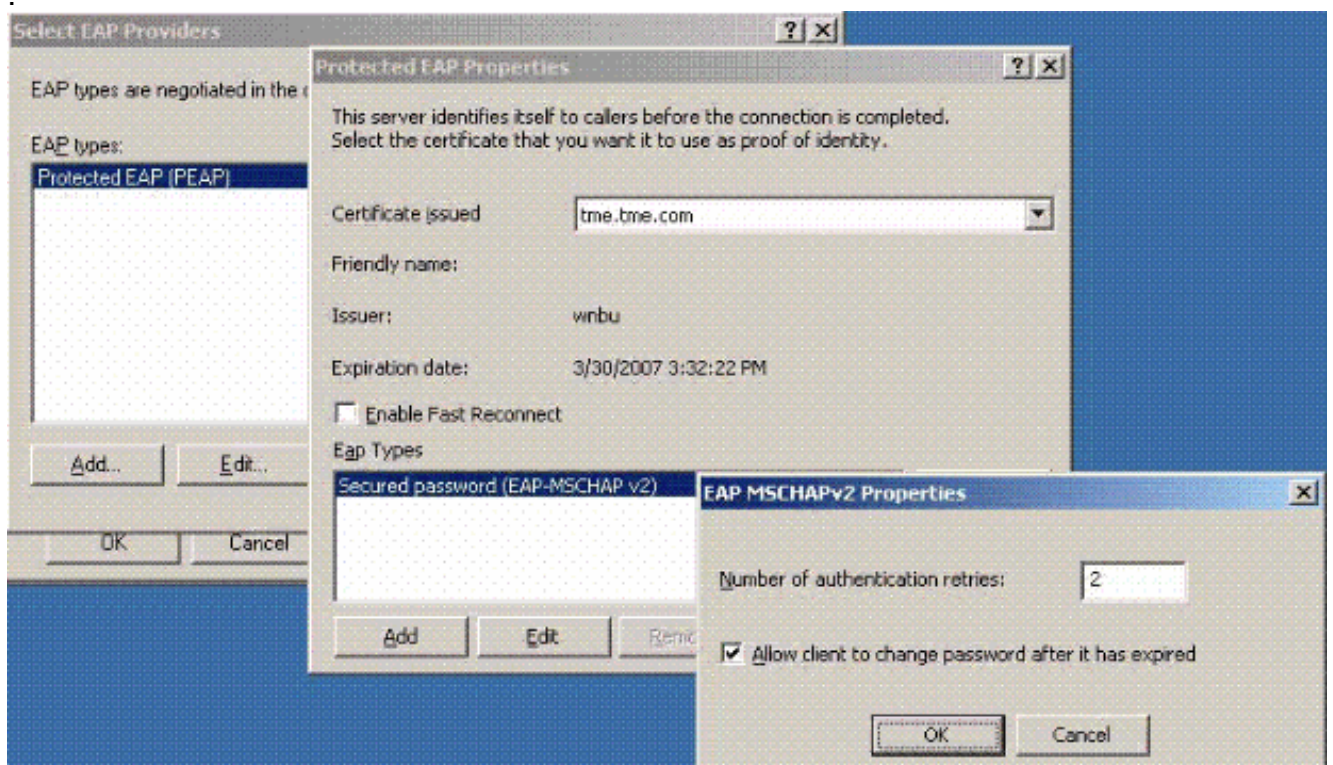 Select EAP Providers
EAP types are negotiated in the
EAP types:
Protected EAP (PEAP)
Add...
Edit...
OK
Cancel
Protected EAP Properties
This server identifies itself to callers before the connection is completed.
Select the certificate that you want it to use as proof of identity.
Certificate issued
tme.tme.com
Friendly name:
Issuer:
wnbu
Expiration date:
3/30/2007 3:32:22 PM
Enable Fast Reconnect
Eap Types
Secured password (EAP-MSCHAP v2)
Add
Edit
EAP MSCHAPv2 Properties
Number of authentication retries:
2
Allow client to change password after it has expired
OK
Cancel